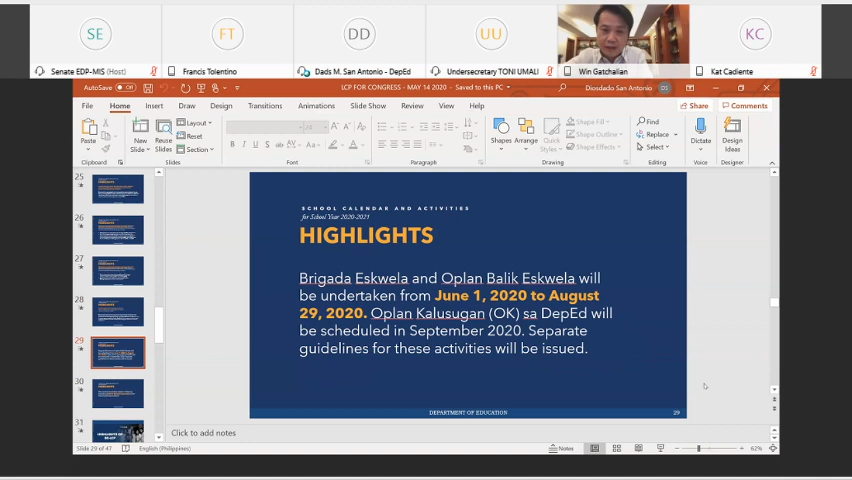 SE
FT
DD
UU
KC
Senate EDP-MIS (Host)
Francis Tolentino
Dads M. San Antonio - DepEd
Undersecretary TONI UMALI
Win Gatchalian
Kat Cadiente
AutoSave Off
LCP FOR CONGRESS - MAY 14 2020 - Saved to this PC
Diosdado San Antonio DS
File Home Insert Draw Design Transitions Animations Slide Show Review View Help Share Comments
Paste
New Slide
Reuse Slides
Layout
Reset
Section
Shapes
Arrange
Quick Styles
Shape Fill
Shape Outline
Shape Effects
Find
Replace
Select
Dictate
Design Ideas
Clipboard Slides Font Paragraph Drawing Editing Voice Designer
25
26
27
28
29
30
31
SCHOOL CALENDAR AND ACTIVITIES
for School Year 2020-2021
HIGHLIGHTS
Brigada Eskwela and Oplan Balik Eskwela will
be undertaken from June 1, 2020 to August
29, 2020. Oplan Kalusugan (OK) sa DepEd will
be scheduled in September 2020. Separate
guidelines for these activities will be issued.
DEPARTMENT OF EDUCATION 29
Click to add notes
Slide 29 of 47 English (Philippines) Notes 62%